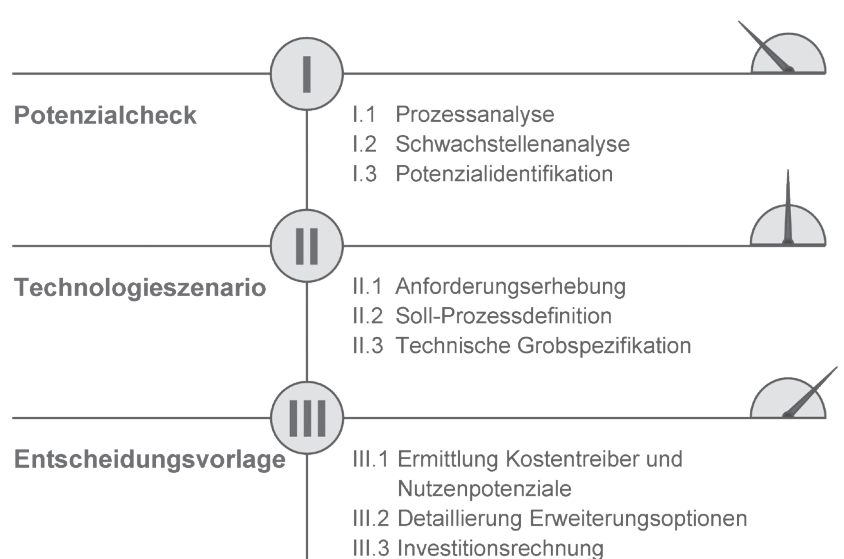 I
Potenzialcheck
I.1 Prozessanalyse
I.2 Schwachstellenanalyse
I.3 Potenzialidentifikation
II
Technologieszenario
II.1 Anforderungserhebung
II.2 Soll-Prozessdefinition
II.3 Technische Grobspezifikation
III
Entscheidungsvorlage
III.1 Ermittlung Kostentreiber und
Nutzenpotenziale
III.2 Detaillierung Erweiterungsoptionen
III.3 Investitionsrechnung